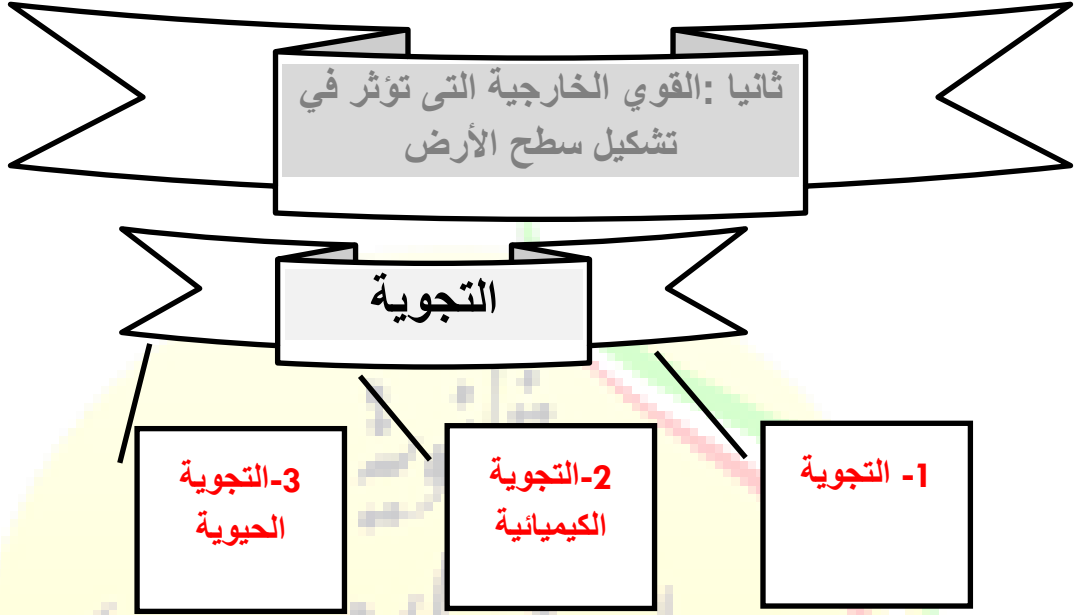 ثانيا :القوي الخارجية التى تؤثر في
تشكيل سطح الأرض
التجوية
1- التجوية
2-التجوية
الكيميائية
3-التجوية
الحيوية